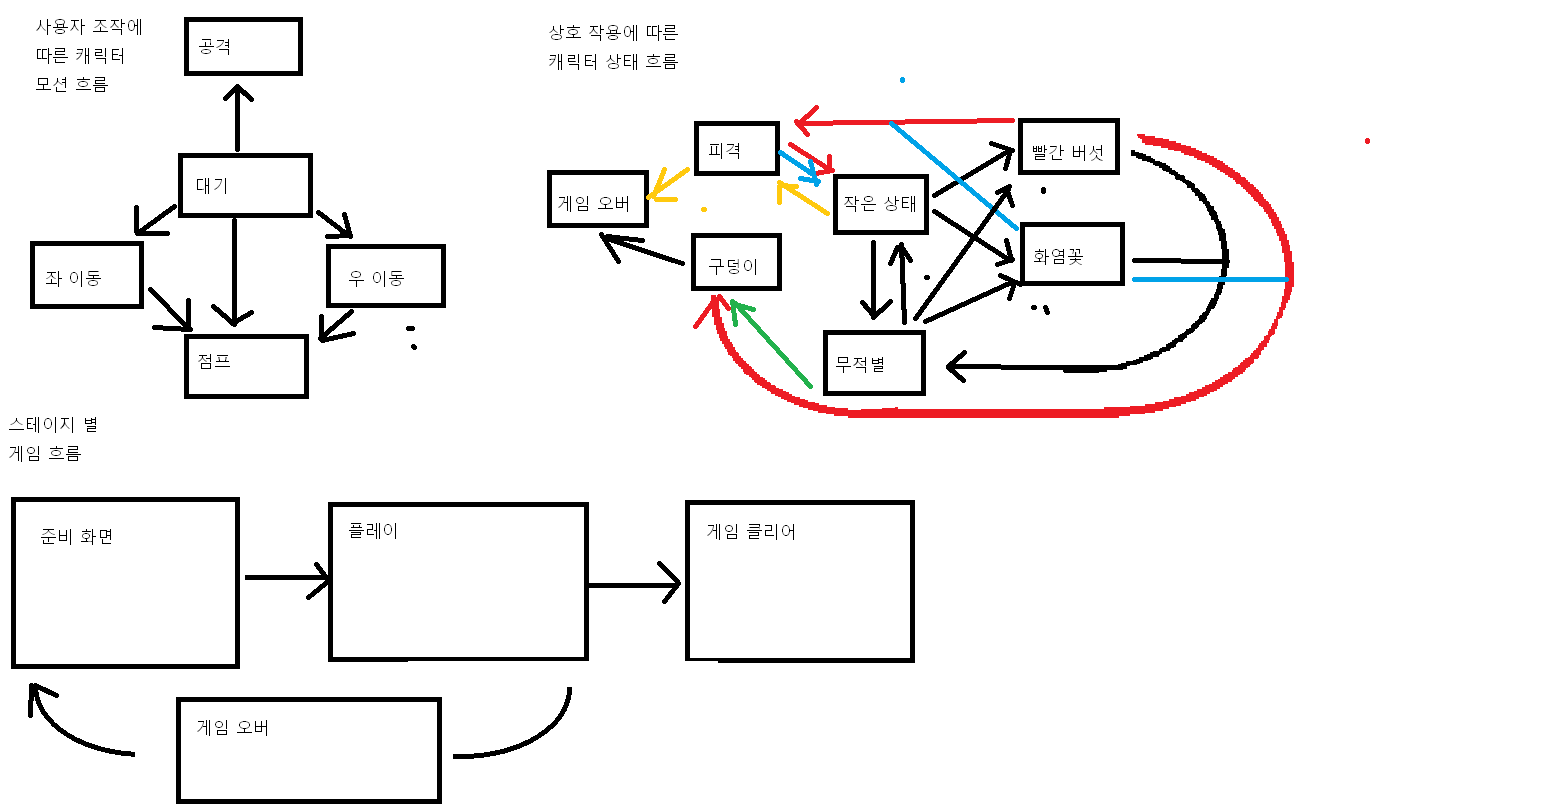 사용자 조작에
따른 캐릭터
모션 흐름
공격
대기
좌 이동
우 이동
점프
상호 작용에 따른
캐릭터 상태 흐름
피격
빨간 버섯
게임 오버
작은 상태
구덩이
화염꽃
무적별
스테이지 별
게임 흐름
준비 화면
플레이
게임 클리어
게임 오버